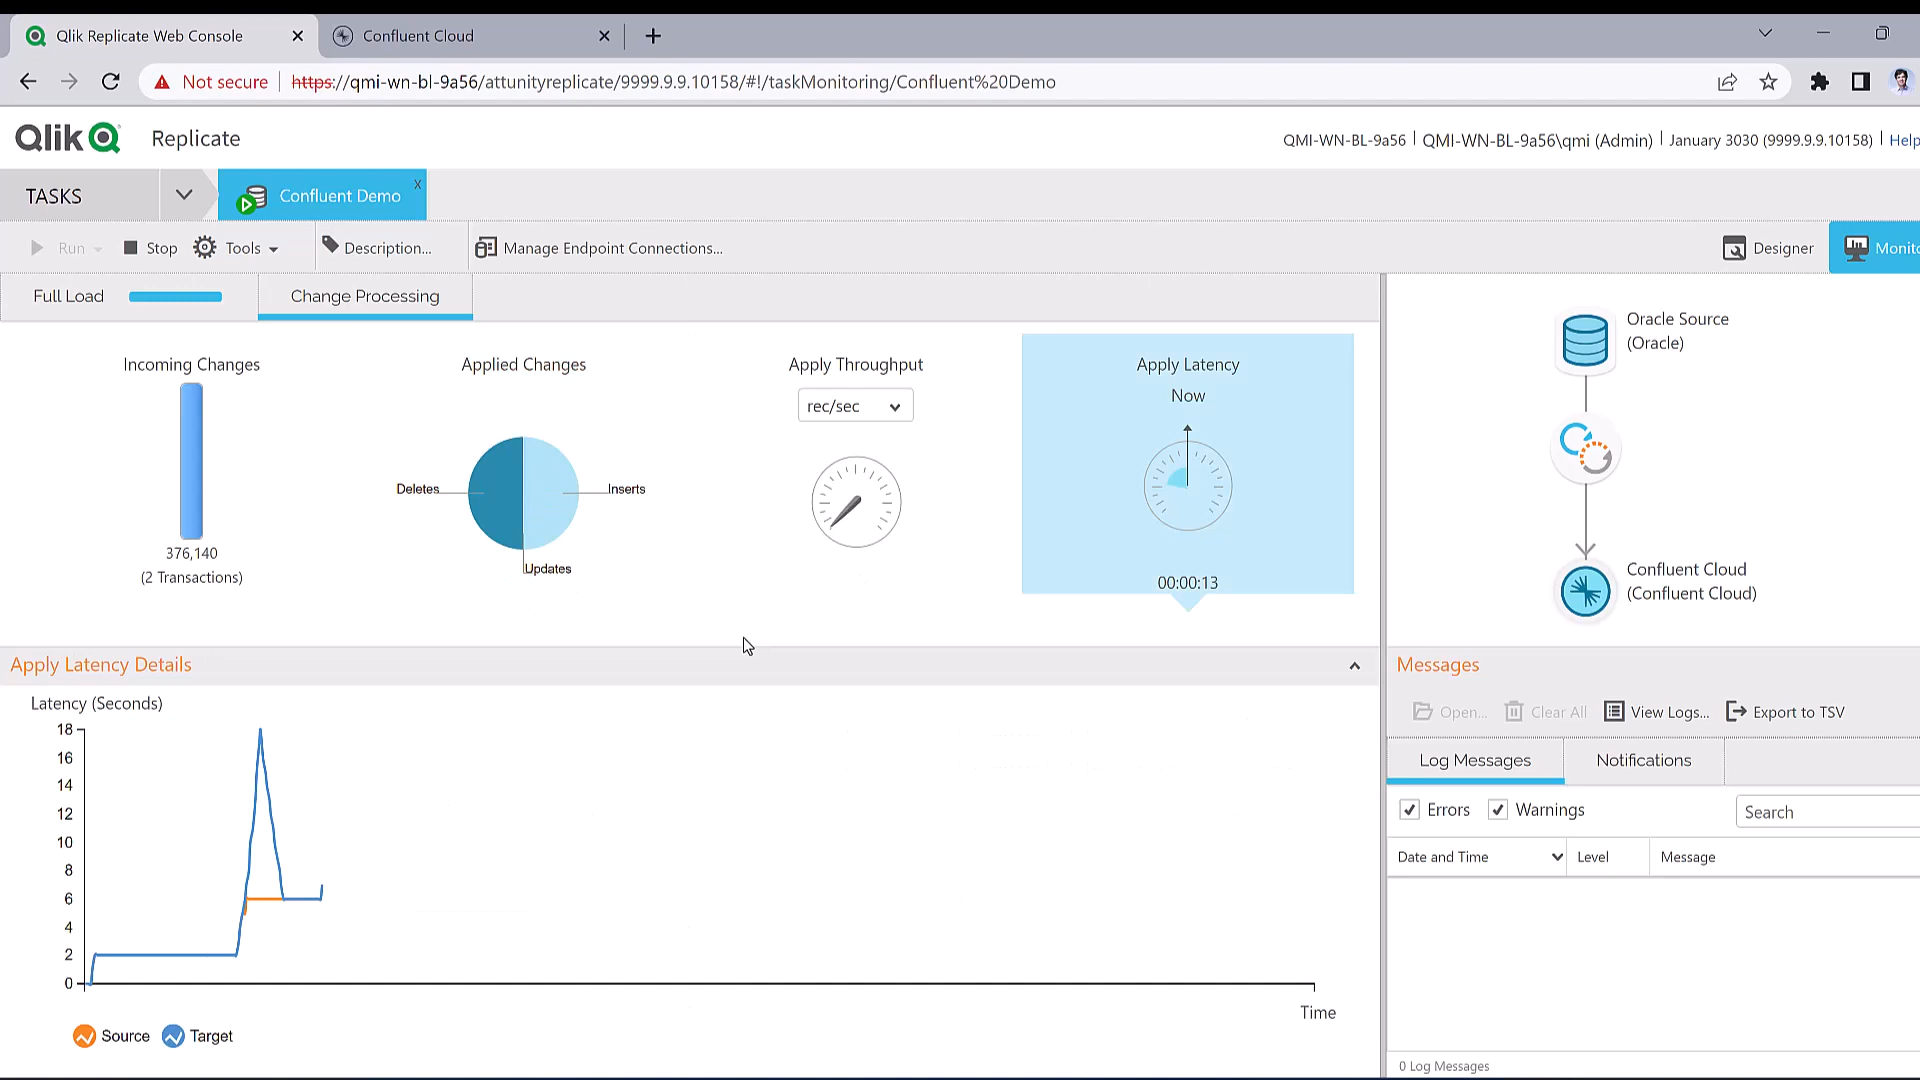 Qlik Replicate Web Console
Confluent Cloud
Not secure
https://qmi-wn-bl-9a56/attunityreplicate/9999.9.9.10158/#!/taskMonitoring/Confluent%20Demo
Qlik Replicate
QMI-WN-BL-9a56 | QMI-WN-BL-9a56\qmi (Admin) | January 3030 (9999.9.9.10158) | Help
TASKS
Confluent Demo
x
Run
Stop
Tools
Description...
Manage Endpoint Connections...
Designer
Monito
Full Load
Change Processing
Incoming Changes
376,140
(2 Transactions)
Applied Changes
Deletes
Inserts
Updates
Apply Throughput
rec/sec
Apply Latency
Now
00:00:13
Oracle Source
(Oracle)
Confluent Cloud
(Confluent Cloud)
Apply Latency Details
Latency (Seconds)
18
16
14
12
10
8
6
4
2
0
Time
Source
Target
Messages
Open...
Clear All
View Logs...
Export to TSV
Log Messages
Notifications
Errors
Warnings
Search
Date and Time
Level
Message
0 Log Messages